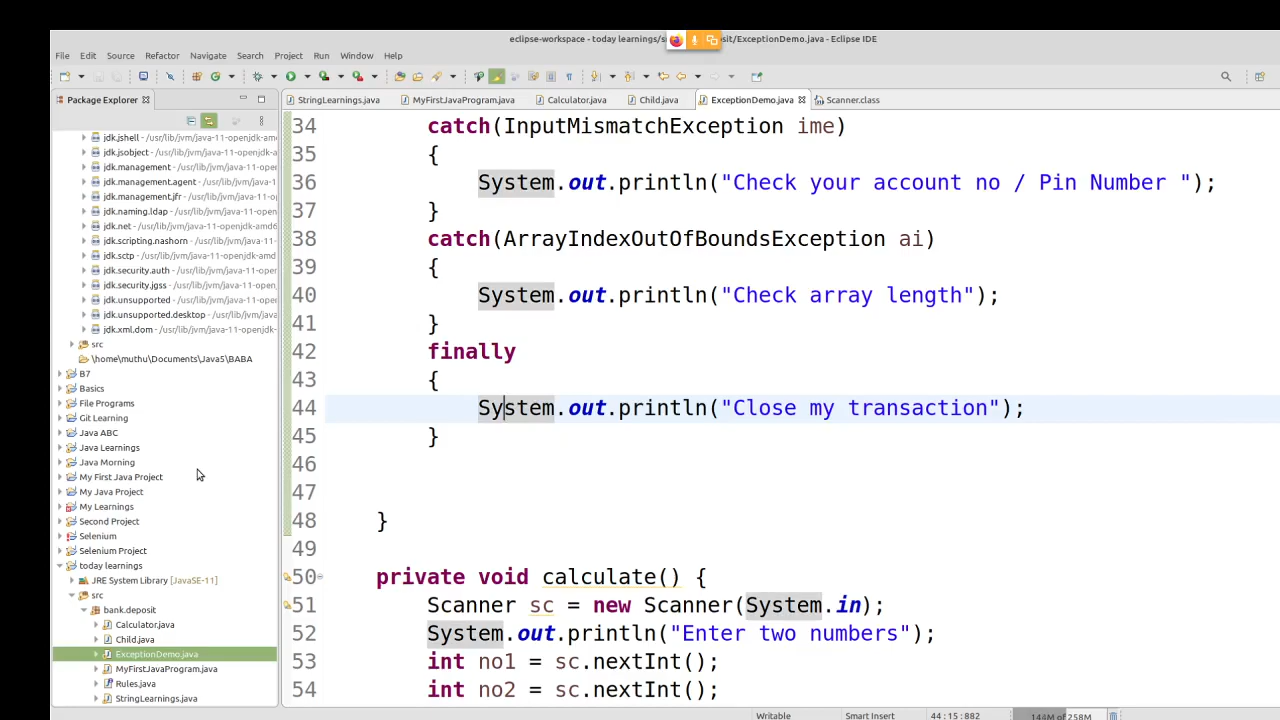 eclipse-workspace - today learnings/s sit/ExceptionDemo.java - Eclipse IDE
File Edit Source Refactor Navigate Search Project Run Window Help
Package Explorer
StringLearnings.java MyFirstJavaProgram.java Calculator.java Child.java ExceptionDemo.java Scanner.class
jdk.jshell - /usr/lib/jvm/java-11-openjdk-amd
jdk.jsobject - /usr/lib/jvm/java-11-openjdk-a
jdk.management - /usr/lib/jvm/java-11-open
jdk.management.agent - /usr/lib/jvm/java-1
jdk.management.jfr - /usr/lib/jvm/java-11-o
jdk.naming.ldap - /usr/lib/jvm/java-11-open
jdk.net - /usr/lib/jvm/java-11-openjdk-amd6
jdk.scripting.nashorn - /usr/lib/jvm/java-11
jdk.sctp - /usr/lib/jvm/java-11-openjdk-amd
jdk.security.auth - /usr/lib/jvm/java-11-ope
jdk.security.jgss - /usr/lib/jvm/java-11-open
jdk.unsupported - /usr/lib/jvm/java-11-open
jdk.unsupported.desktop - /usr/lib/jvm/java
jdk.xml.dom - /usr/lib/jvm/java-11-openjdk-
src
\home\muthu\Documents\Java5\BABA
B7
Basics
File Programs
Git Learning
Java ABC
Java Learnings
Java Morning
My First Java Project
My Java Project
My Learnings
Second Project
Selenium
Selenium Project
today learnings
JRE System Library [JavaSE-11]
src
bank.deposit
Calculator.java
Child.java
ExceptionDemo.java
MyFirstJavaProgram.java
Rules.java
StringLearnings.java
34 catch(InputMismatchException ime)
35 {
36 System.out.println("Check your account no / Pin Number ");
37 }
38 catch(ArrayIndexOutOfBoundsException ai)
39 {
40 System.out.println("Check array length");
41 }
42 finally
43 {
44 System.out.println("Close my transaction");
45 }
46
47
48 }
49
50 private void calculate() {
51 Scanner sc = new Scanner(System.in);
52 System.out.println("Enter two numbers");
53 int no1 = sc.nextInt();
54 int no2 = sc.nextInt();
Writable Smart Insert 44 : 15 : 882 144M of 258M